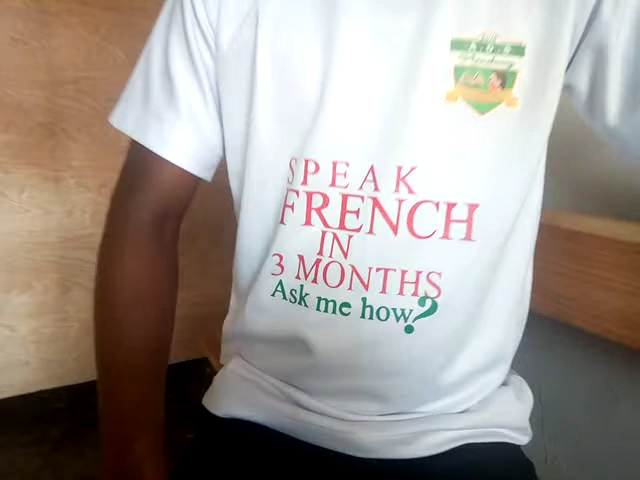 SPEAK
FRENCH
IN
3 MONTHS
Ask me how?